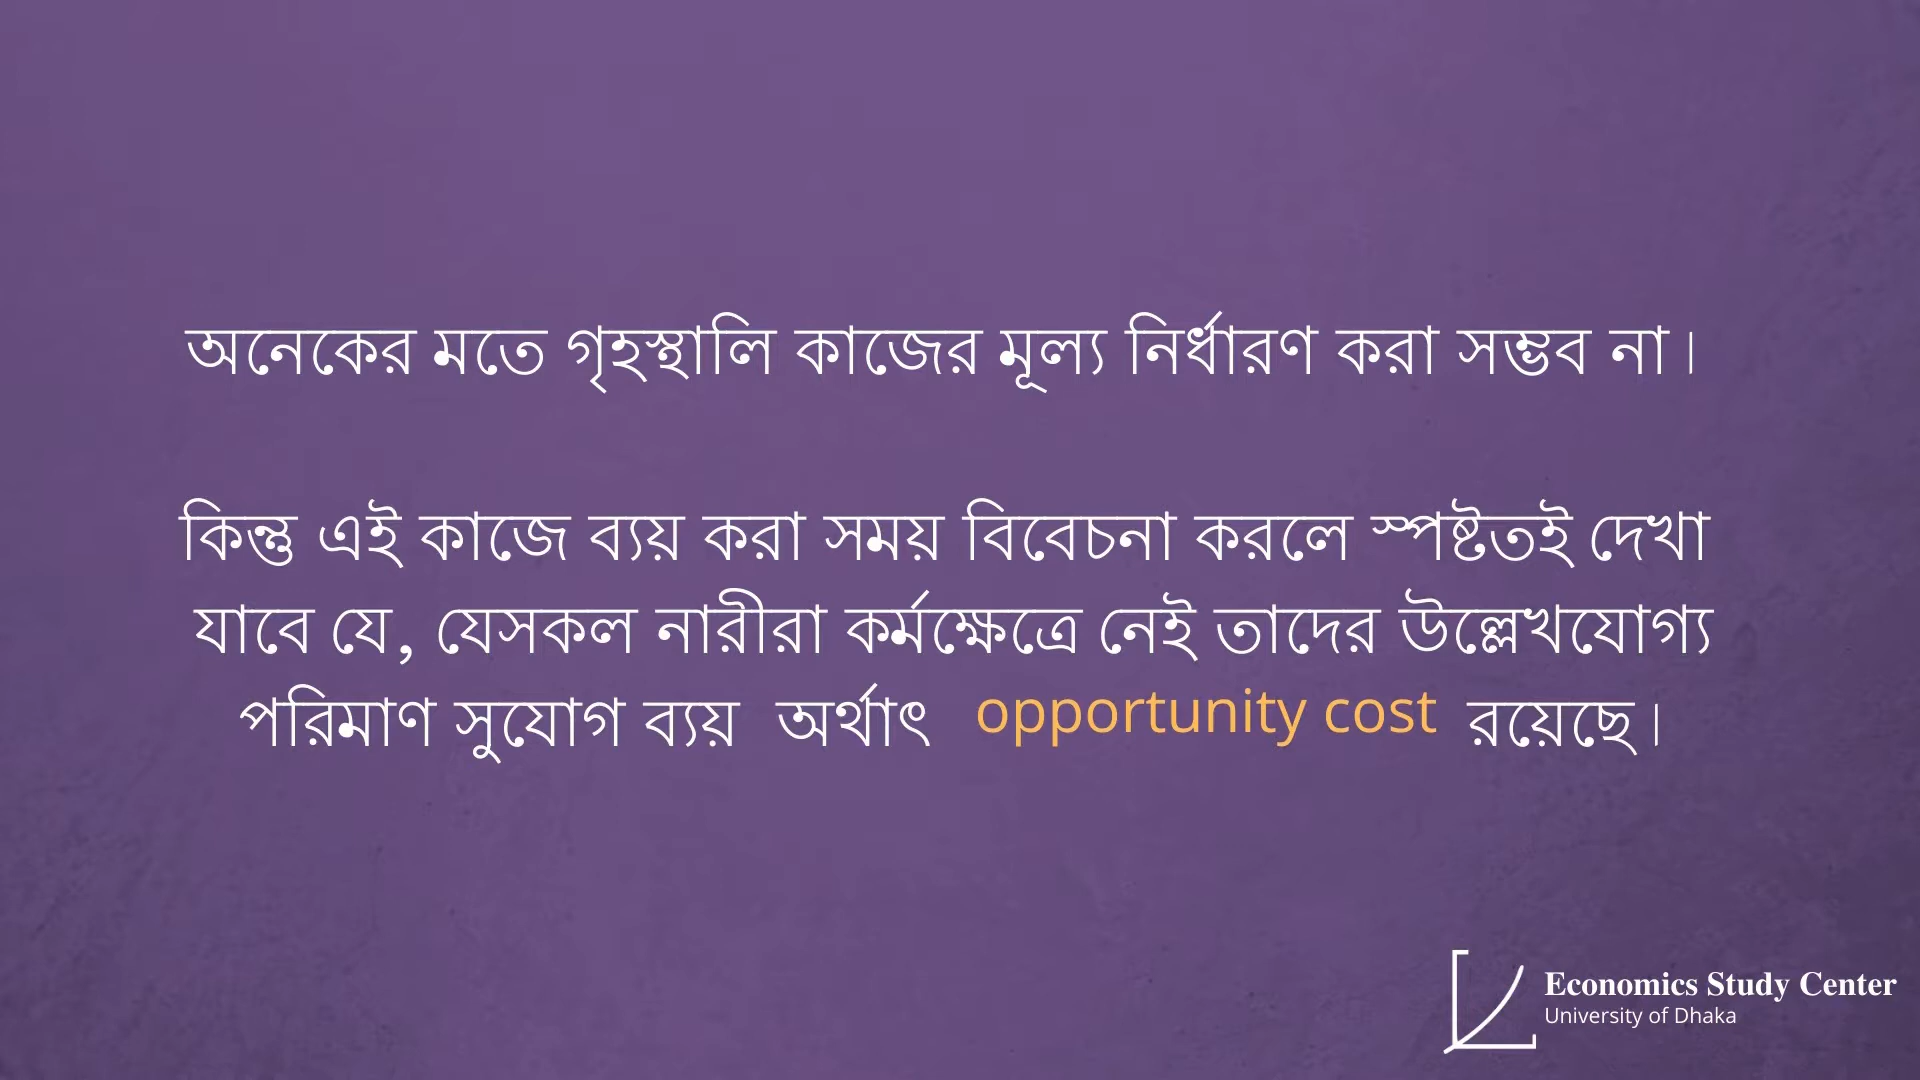 অনেকের মতে গৃহস্থালি কাজের মূল্য নির্ধারণ করা সম্ভব না।
কিন্তু এই কাজে ব্যয় করা সময় বিবেচনা করলে স্পষ্টতই দেখা
যাবে যে, যেসকল নারীরা কর্মক্ষেত্রে নেই তাদের উল্লেখযোগ্য
পরিমাণ সুযোগ ব্যয় অর্থাৎ opportunity cost রয়েছে।
Economics Study Center
University of Dhaka